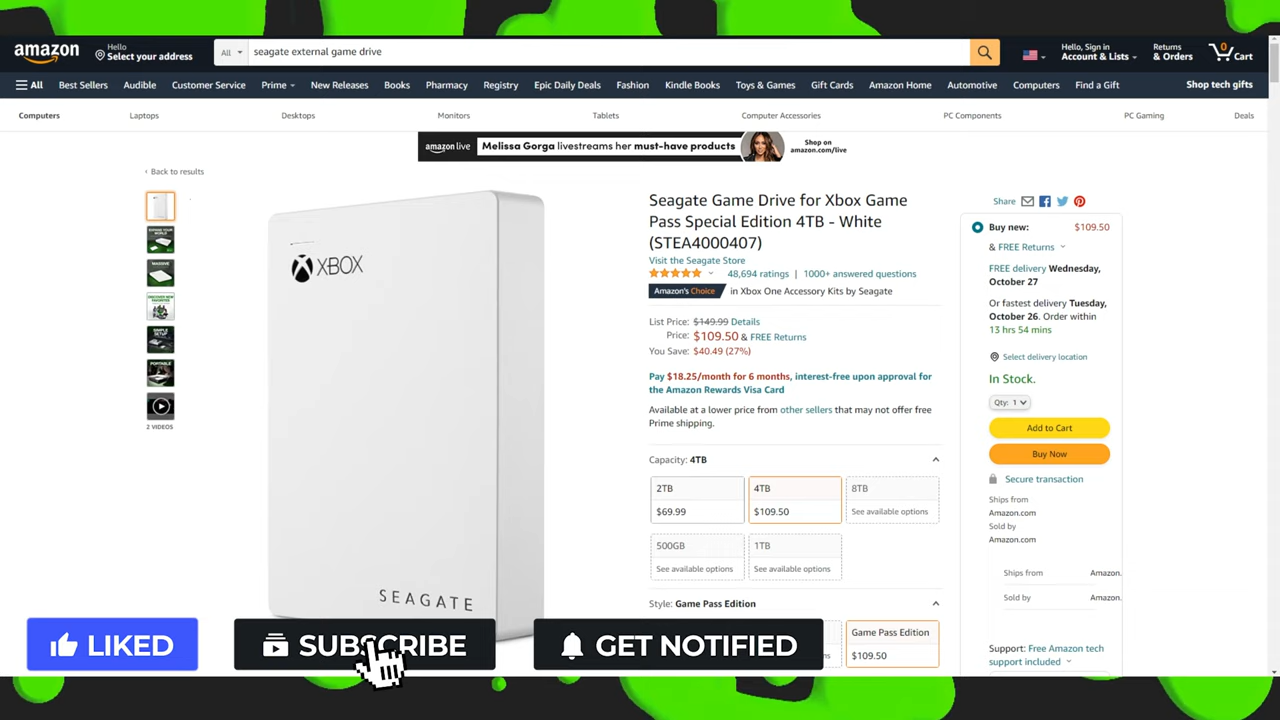 amazon
Hello
Select your address
All
seagate external game drive
Hello, Sign in
Account & Lists
Returns
& Orders
0
Cart
All
Best Sellers
Audible
Customer Service
Prime
New Releases
Books
Pharmacy
Registry
Epic Daily Deals
Fashion
Kindle Books
Toys & Games
Gift Cards
Amazon Home
Automotive
Computers
Find a Gift
Shop tech gifts
Computers
Laptops
Desktops
Monitors
Tablets
Computer Accessories
PC Components
PC Gaming
Deals
amazon live
Melissa Gorga livestreams her must-have products
Shop on
amazon.com/live
‹ Back to results
XBOX
SEAGATE
2 VIDEOS
Seagate Game Drive for Xbox Game
Pass Special Edition 4TB - White
(STEA4000407)
Visit the Seagate Store
48,694 ratings | 1000+ answered questions
Amazon's Choice in Xbox One Accessory Kits by Seagate
List Price: $149.99 Details
Price: $109.50 & FREE Returns
You Save: $40.49 (27%)
Pay $18.25/month for 6 months, interest-free upon approval for
the Amazon Rewards Visa Card
Available at a lower price from other sellers that may not offer free
Prime shipping.
Capacity: 4TB
2TB
$69.99
4TB
$109.50
8TB
See available options
500GB
See available options
1TB
See available options
Style: Game Pass Edition
Game Pass Edition
$109.50
Share
Buy new:
$109.50
& FREE Returns
FREE delivery Wednesday,
October 27
Or fastest delivery Tuesday,
October 26. Order within
13 hrs 54 mins
Select delivery location
In Stock.
Qty: 1
Add to Cart
Buy Now
Secure transaction
Ships from
Amazon.com
Sold by
Amazon.com
Ships from
Amazon.
Sold by
Amazon.
Support: Free Amazon tech
support included
LIKED
SUBSCRIBE
GET NOTIFIED